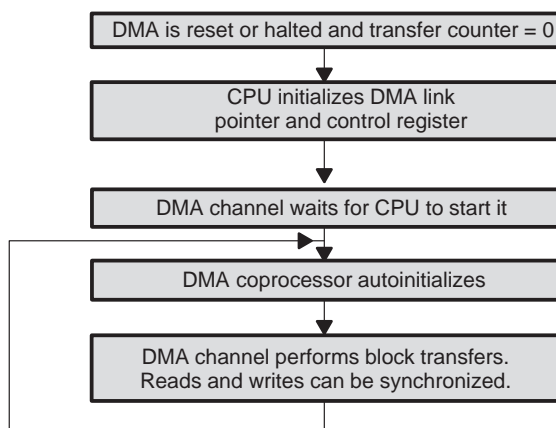 DMA is reset or halted and transfer counter = 0
CPU initializes DMA link
pointer and control register
DMA channel waits for CPU to start it
DMA coprocessor autoinitializes
DMA channel performs block transfers.
Reads and writes can be synchronized.